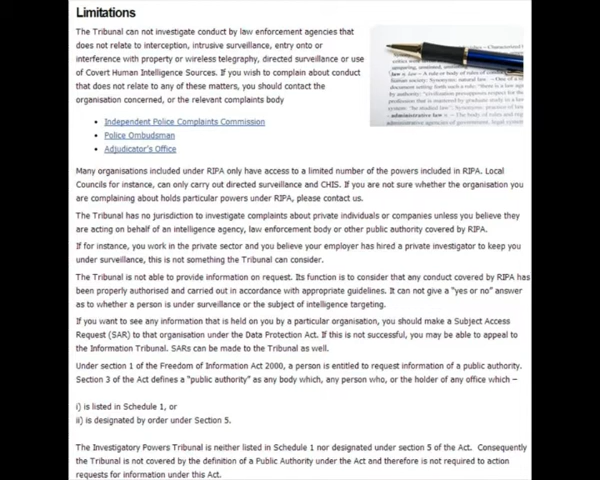 Limitations
The Tribunal can not investigate conduct by law enforcement agencies that
does not relate to interception, intrusive surveillance, entry onto or
interference with property or wireless telegraphy, directed surveillance or use
of Covert Human Intelligence Sources. If you wish to complain about conduct
that does not relate to any of these matters, you should contact the
organisation concerned, or the relevant complaints body
Independent Police Complaints Commission
Police Ombudsman
Adjudicator's Office
Many organisations included under RIPA only have access to a limited number of the powers included in RIPA. Local
Councils for instance, can only carry out directed surveillance and CHIS. If you are not sure whether the organisation you
are complaining about holds particular powers under RIPA, please contact us.
The Tribunal has no jurisdiction to investigate complaints about private individuals or companies unless you believe they
are acting on behalf of an intelligence agency, law enforcement body or other public authority covered by RIPA.
If for instance, you work in the private sector and you believe your employer has hired a private investigator to keep you
under surveillance, this is not something the Tribunal can consider.
The Tribunal is not able to provide information on request. Its function is to consider that any conduct covered by RIPA has
been properly authorised and carried out in accordance with appropriate guidelines. It can not give a "yes or no" answer
as to whether a person is under surveillance or the subject of intelligence targeting.
If you want to see any information that is held on you by a particular organisation, you should make a Subject Access
Request (SAR) to that organisation under the Data Protection Act. If this is not successful, you may be able to appeal to
the Information Tribunal. SARs can be made to the Tribunal as well.
Under section 1 of the Freedom of Information Act 2000, a person is entitled to request information of a public authority.
Section 3 of the Act defines a "public authority" as any body which, any person who, or the holder of any office which –
i) is listed in Schedule 1, or
ii) is designated by order under Section 5.
The Investigatory Powers Tribunal is neither listed in Schedule 1 nor designated under section 5 of the Act. Consequently
the Tribunal is not covered by the definition of a Public Authority under the Act and therefore is not required to action
requests for information under this Act.